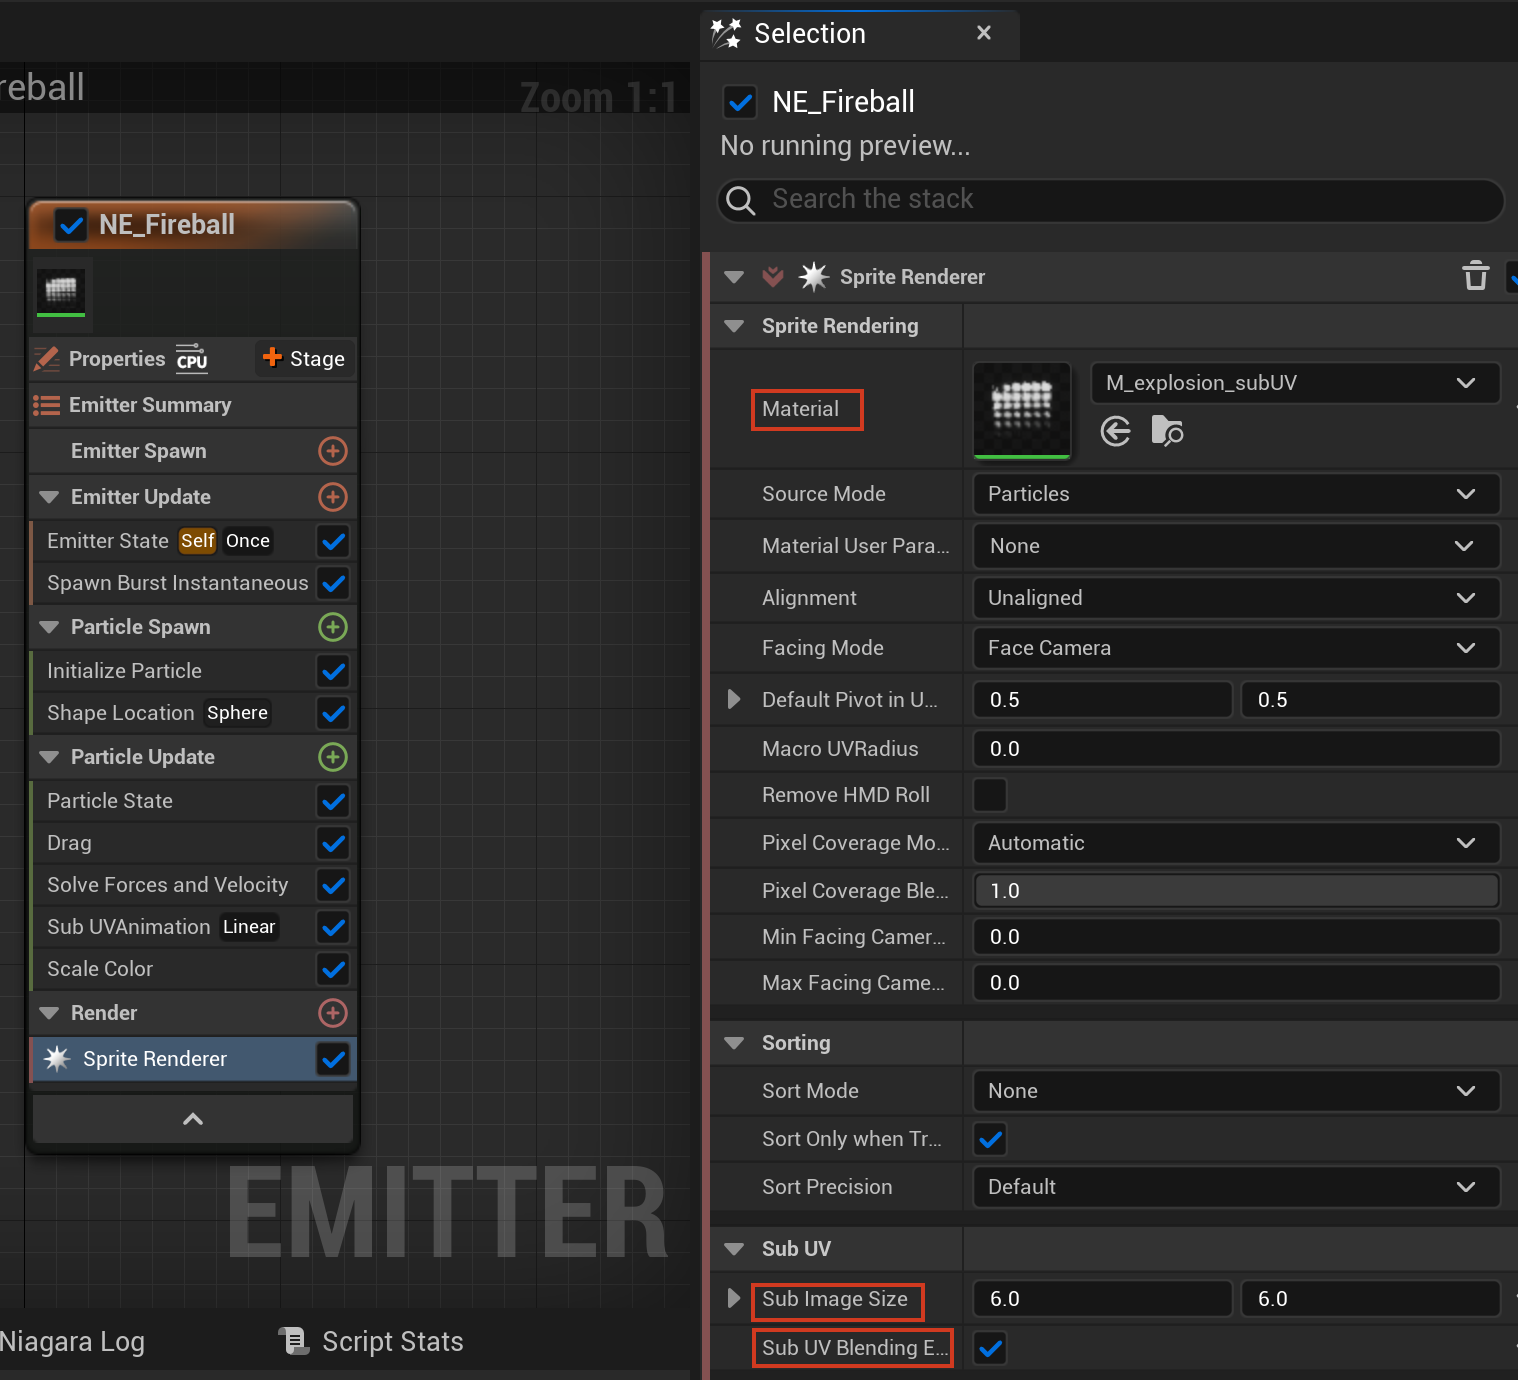 reball
Zoom 1:1
NE_Fireball
Properties CPU Stage
Emitter Summary
Emitter Spawn
Emitter Update
Emitter State Self Once
Spawn Burst Instantaneous
Particle Spawn
Initialize Particle
Shape Location Sphere
Particle Update
Particle State
Drag
Solve Forces and Velocity
Sub UVAnimation Linear
Scale Color
Render
Sprite Renderer
EMITTER
Niagara Log
Script Stats
Selection
NE_Fireball
No running preview...
Search the stack
Sprite Renderer
Sprite Rendering
Material M_explosion_subUV
Source Mode Particles
Material User Para... None
Alignment Unaligned
Facing Mode Face Camera
Default Pivot in U... 0.5 0.5
Macro UVRadius 0.0
Remove HMD Roll
Pixel Coverage Mo... Automatic
Pixel Coverage Ble... 1.0
Min Facing Camer... 0.0
Max Facing Came... 0.0
Sorting
Sort Mode None
Sort Only when Tr...
Sort Precision Default
Sub UV
Sub Image Size 6.0 6.0
Sub UV Blending E...